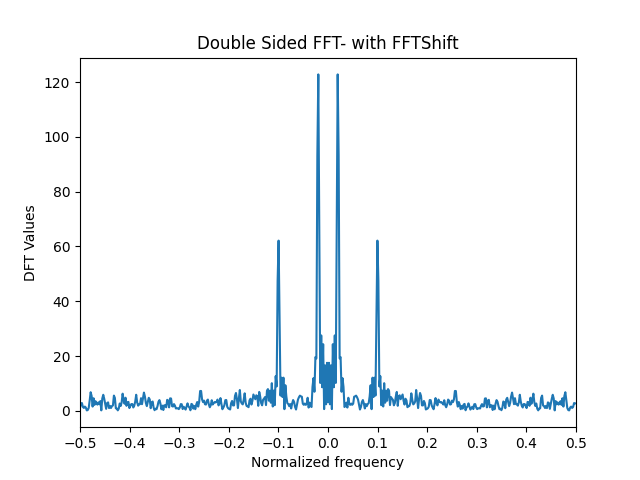 Double Sided FFT- with FFTShift
120
100
80
60
40
20
0
DFT Values
−0.5 −0.4 −0.3 −0.2 −0.1 0.0 0.1 0.2 0.3 0.4 0.5
Normalized frequency